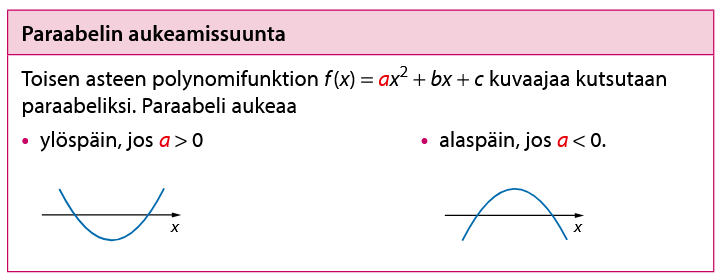 Paraabelin aukeamissuunta
Toisen asteen polynomifunktion f(x) = ax² + bx + c kuvaajaa kutsutaan
paraabeliksi. Paraabeli aukeaa
• ylöspäin, jos a > 0
• alaspäin, jos a < 0.
x
x